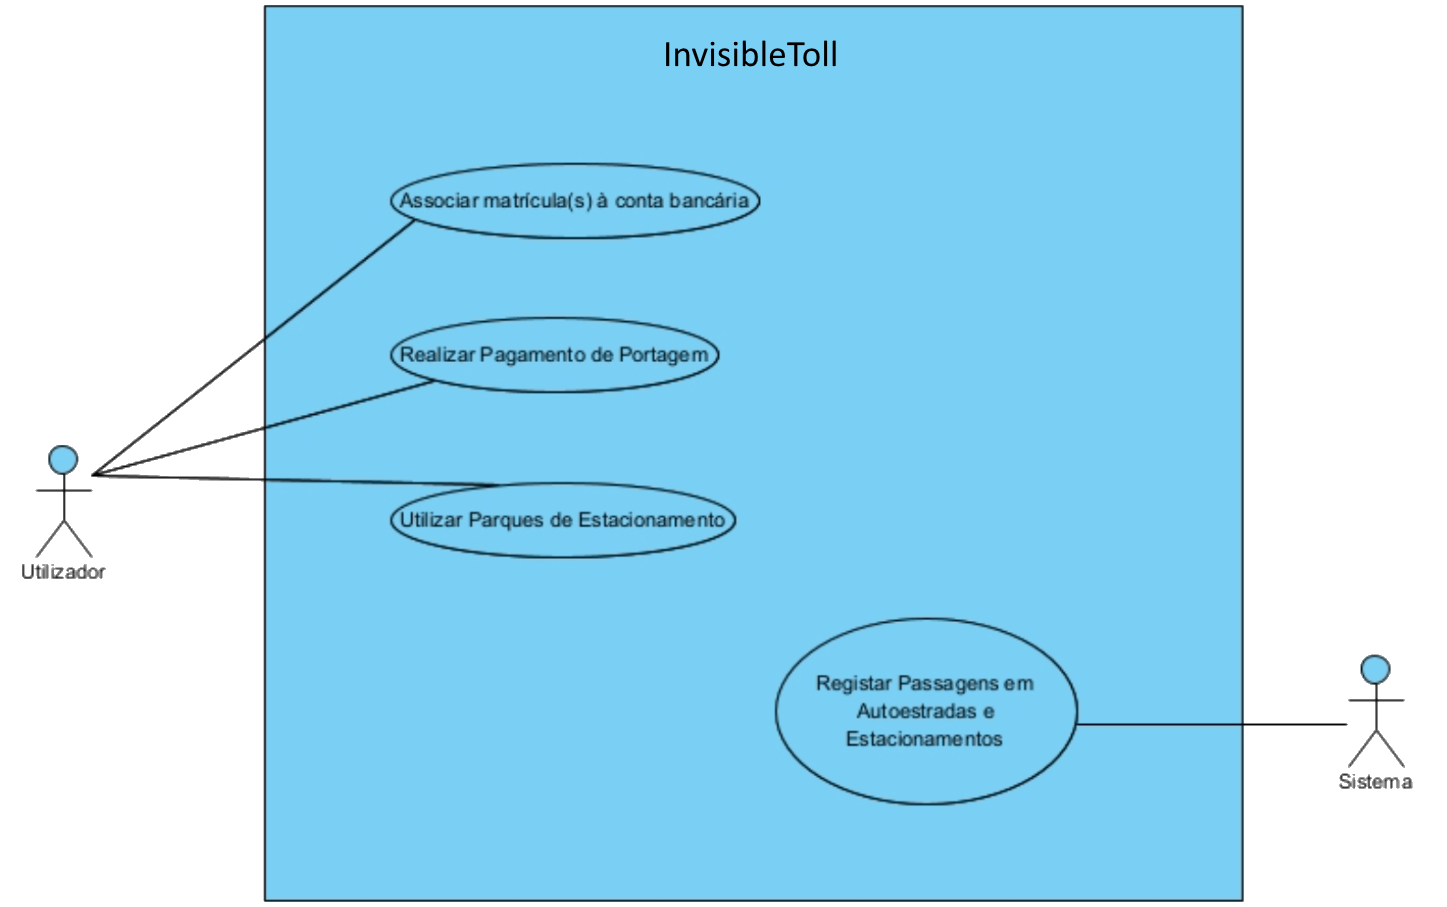 InvisibleToll
Associar matrícula(s) à conta bancária
Realizar Pagamento de Portagem
Utilizar Parques de Estacionamento
Utilizador
Registar Passagens em
Autoestradas e
Estacionamentos
Sistema